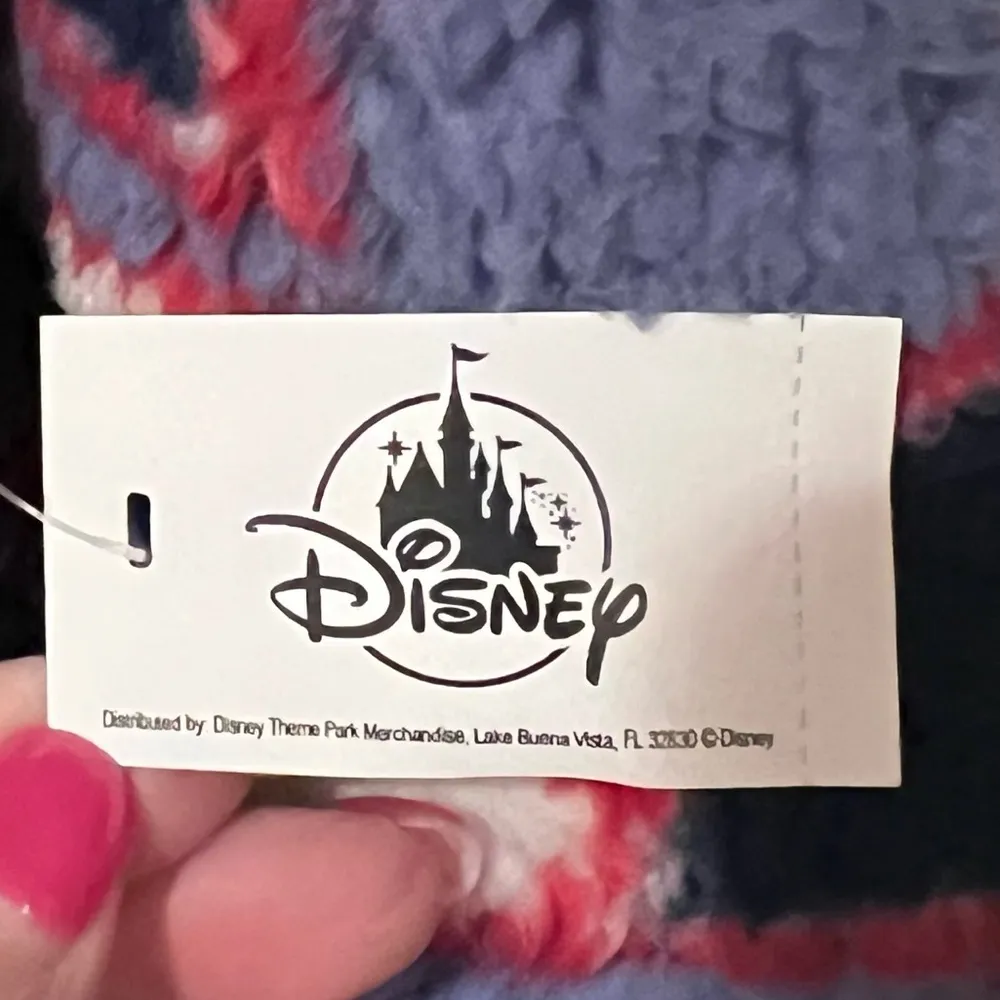 Disney
Distributed by: Disney Theme Park Merchandise, Lake Buena Vista, FL 32830 © Disney